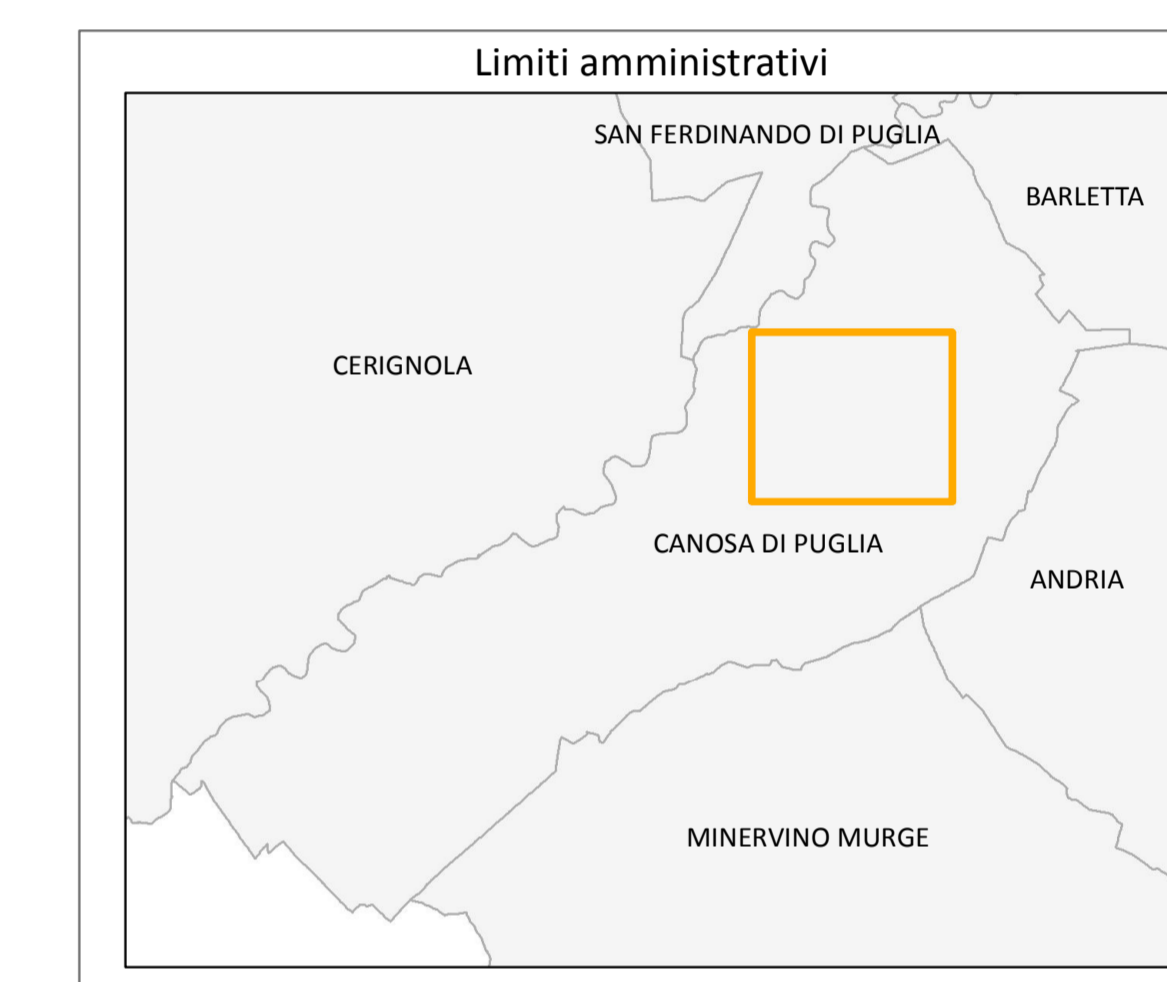 Limiti amministrativi
SAN FERDINANDO DI PUGLIA
BARLETTA
CERIGNOLA
CANOSA DI PUGLIA
ANDRIA
MINERVINO MURGE